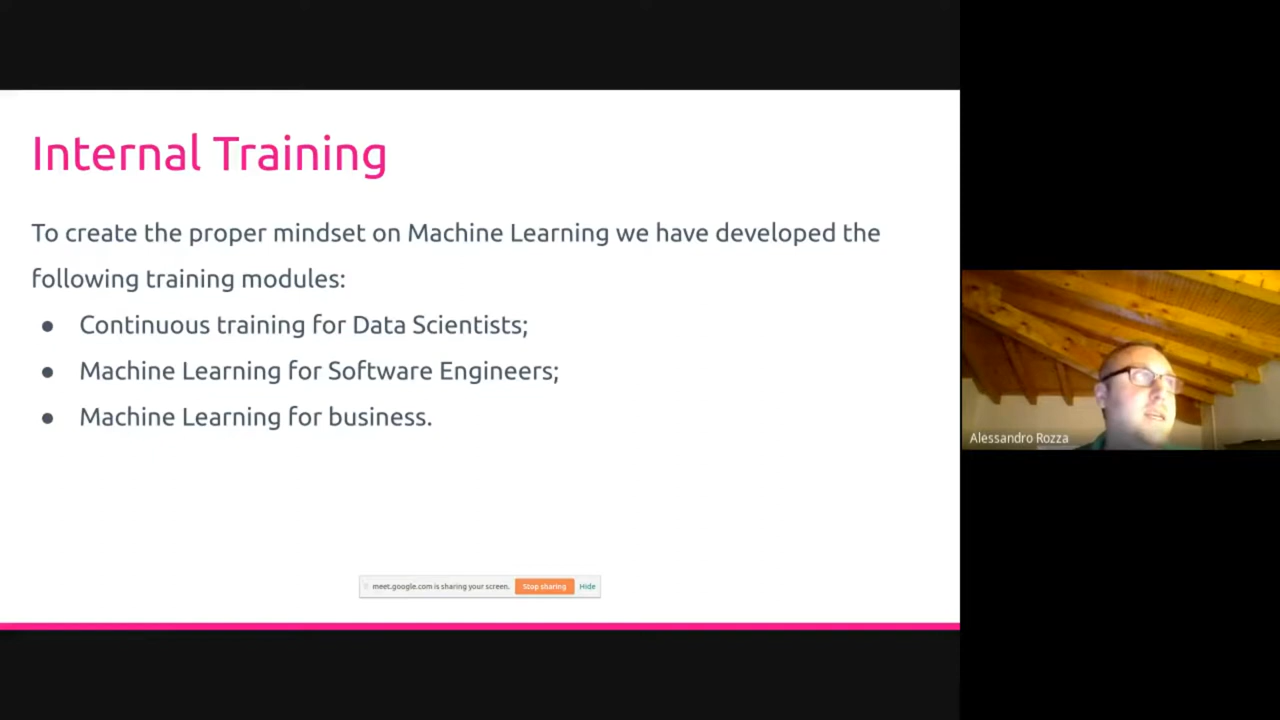 Internal Training
To create the proper mindset on Machine Learning we have developed the
following training modules:
● Continuous training for Data Scientists;
● Machine Learning for Software Engineers;
● Machine Learning for business.
Alessandro Rozza
meet.google.com is sharing your screen. Stop sharing Hide